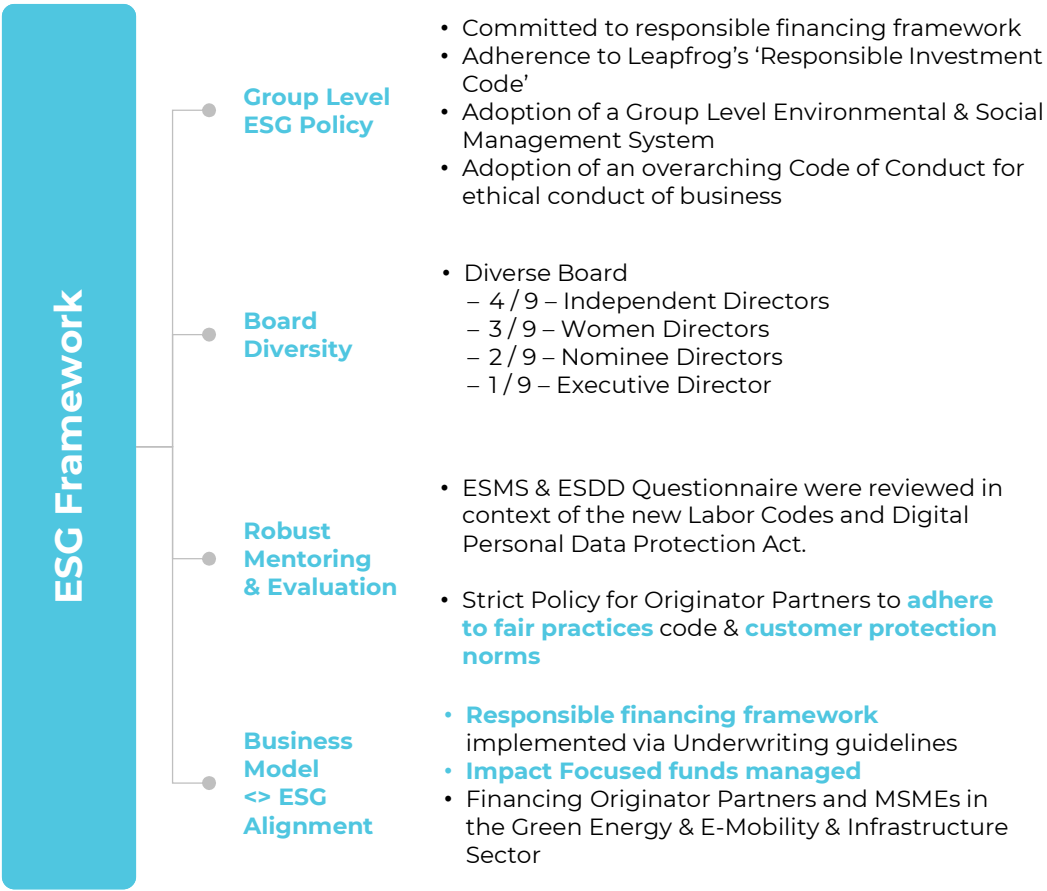 ESG Framework
Group Level
ESG Policy
• Committed to responsible financing framework
• Adherence to Leapfrog's 'Responsible Investment
Code'
• Adoption of a Group Level Environmental & Social
Management System
• Adoption of an overarching Code of Conduct for
ethical conduct of business
Board
Diversity
• Diverse Board
– 4 / 9 – Independent Directors
– 3 / 9 – Women Directors
– 2 / 9 – Nominee Directors
– 1 / 9 – Executive Director
Robust
Mentoring
& Evaluation
• ESMS & ESDD Questionnaire were reviewed in
context of the new Labor Codes and Digital
Personal Data Protection Act.
• Strict Policy for Originator Partners to adhere
to fair practices code & customer protection
norms
Business
Model
<> ESG
Alignment
• Responsible financing framework
implemented via Underwriting guidelines
• Impact Focused funds managed
• Financing Originator Partners and MSMEs in
the Green Energy & E-Mobility & Infrastructure
Sector